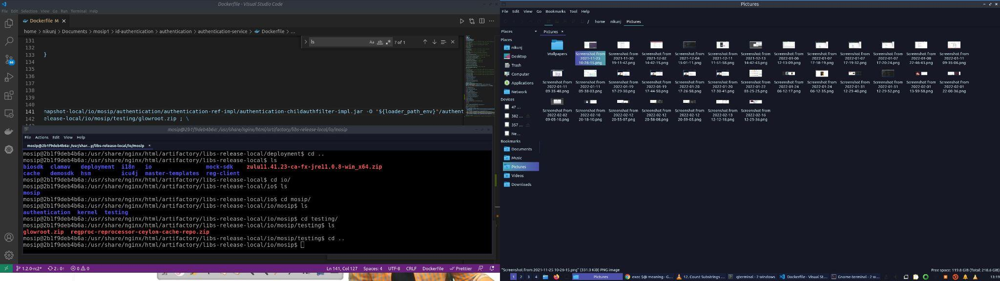 Dockerfile - Visual Studio Code
File Edit Selection View Go Run Terminal Help
Dockerfile M
home > nikunj > Documents > mosip1 > id-authentication > authentication > authentication-service > Dockerfile > ...
ls
Aa
ab
? of 1
131
132
133 }
134
135
136
137
138
139
140
141 napshot-local/io/mosip/authentication/authentication-ref-impl/authentication-childauthfilter-impl.jar -O "${loader_path_env}"/authent
142 elease-local/io/mosip/testing/glowroot.zip ; \
66
mosip@2b1f9deb4b6a: /usr/share/nginx/html/artifactory/libs-release-local/io/mosip
File Actions Edit View Help
mosip@2b1f9deb4b6a: /usr/shar...y/libs-release-local/io/mosip
mosip@2b1f9deb4b6a:/usr/share/nginx/html/artifactory/libs-release-local/deployment$ cd ..
mosip@2b1f9deb4b6a:/usr/share/nginx/html/artifactory/libs-release-local$ ls
biosdk clamav deployment i18n io mock-sdk zulu11.41.23-ca-fx-jre11.0.8-win_x64.zip
cache demosdk hsm icu4j master-templates reg-client
mosip@2b1f9deb4b6a:/usr/share/nginx/html/artifactory/libs-release-local$ cd io/
mosip@2b1f9deb4b6a:/usr/share/nginx/html/artifactory/libs-release-local/io$ ls
mosip
mosip@2b1f9deb4b6a:/usr/share/nginx/html/artifactory/libs-release-local/io$ cd mosip/
mosip@2b1f9deb4b6a:/usr/share/nginx/html/artifactory/libs-release-local/io/mosip$ ls
authentication kernel testing
mosip@2b1f9deb4b6a:/usr/share/nginx/html/artifactory/libs-release-local/io/mosip$ cd testing/
mosip@2b1f9deb4b6a:/usr/share/nginx/html/artifactory/libs-release-local/io/mosip/testing$ ls
glowroot.zip regproc-reprocessor-ceylon-cache-repo.zip
mosip@2b1f9deb4b6a:/usr/share/nginx/html/artifactory/libs-release-local/io/mosip/testing$ cd ..
mosip@2b1f9deb4b6a:/usr/share/nginx/html/artifactory/libs-release-local/io/mosip$
1.2.0-rc2* 2↓ 0↑ 0 0 Ln 141, Col 127 Spaces: 4 UTF-8 CRLF Dockerfile Prettier
Pictures
File Edit View Go Bookmarks Tool Help
/ home nikunj Pictures
Places
Places
nikunj
Desktop
Trash
Computer
Applications
Network
Devices
47 ...
382 ...
357 ...
Ne...
Bookmarks
Documents
Music
Pictures
Videos
Downloads
Pictures
Wallpapers
Screenshot from 2021-11-25 10-26-15.png
Screenshot from 2021-11-30 19-11-42.png
Screenshot from 2021-12-02 14-42-15.png
Screenshot from 2021-12-04 15-01-11.png
Screenshot from 2021-12-11 11-51-58.png
Screenshot from 2021-12-13 14-42-43.png
Screenshot from 2022-01-06 12-13-09.png
Screenshot from 2022-01-07 17-18-19.png
Screenshot from 2022-01-07 17-19-32.png
Screenshot from 2022-01-07 17-20-24.png
Screenshot from 2022-01-08 22-46-43.png
Screenshot from 2022-01-11 09-35-06.png
Screenshot from 2022-01-11 09-35-48.png
Screenshot from 2022-01-11 09-38-03.png
Screenshot from 2022-01-19 17-29-30.png
Screenshot from 2022-01-19 17-44-50.png
Screenshot from 2022-01-20 17-26-58.png
Screenshot from 2022-01-20 17-30-41.png
Screenshot from 2022-01-22 03-25-25.png
Screenshot from 2022-01-24 06-12-17.png
Screenshot from 2022-01-24 06-12-35.png
Screenshot from 2022-01-31 12-29-40.png
Screenshot from 2022-01-31 12-29-52.png
Screenshot from 2022-02-01 13-59-58.png
Screenshot from 2022-02-01 22-00-36.png
Screenshot from 2022-02-02 09-05-10.png
Screenshot from 2022-02-10 20-18-10.png
Screenshot from 2022-02-12 20-55-07.png
Screenshot from 2022-02-12 20-58-08.png
Screenshot from 2022-02-12 20-59-05.png
Screenshot from 2022-02-13 12-12-18.png
Screenshot from 2022-02-16 12-25-36.png
"Screenshot from 2021-11-25 10-26-15.png" (331.0 KiB) PNG image
Free space: 119.8 GiB (Total: 218.6 GiB)
1 2 3 4 Pictures exec $@ meaning - G... 12. Count Substrings ... qterminal - 2 windows Dockerfile - Visual St... Gnome-terminal - 2 w... 13:19